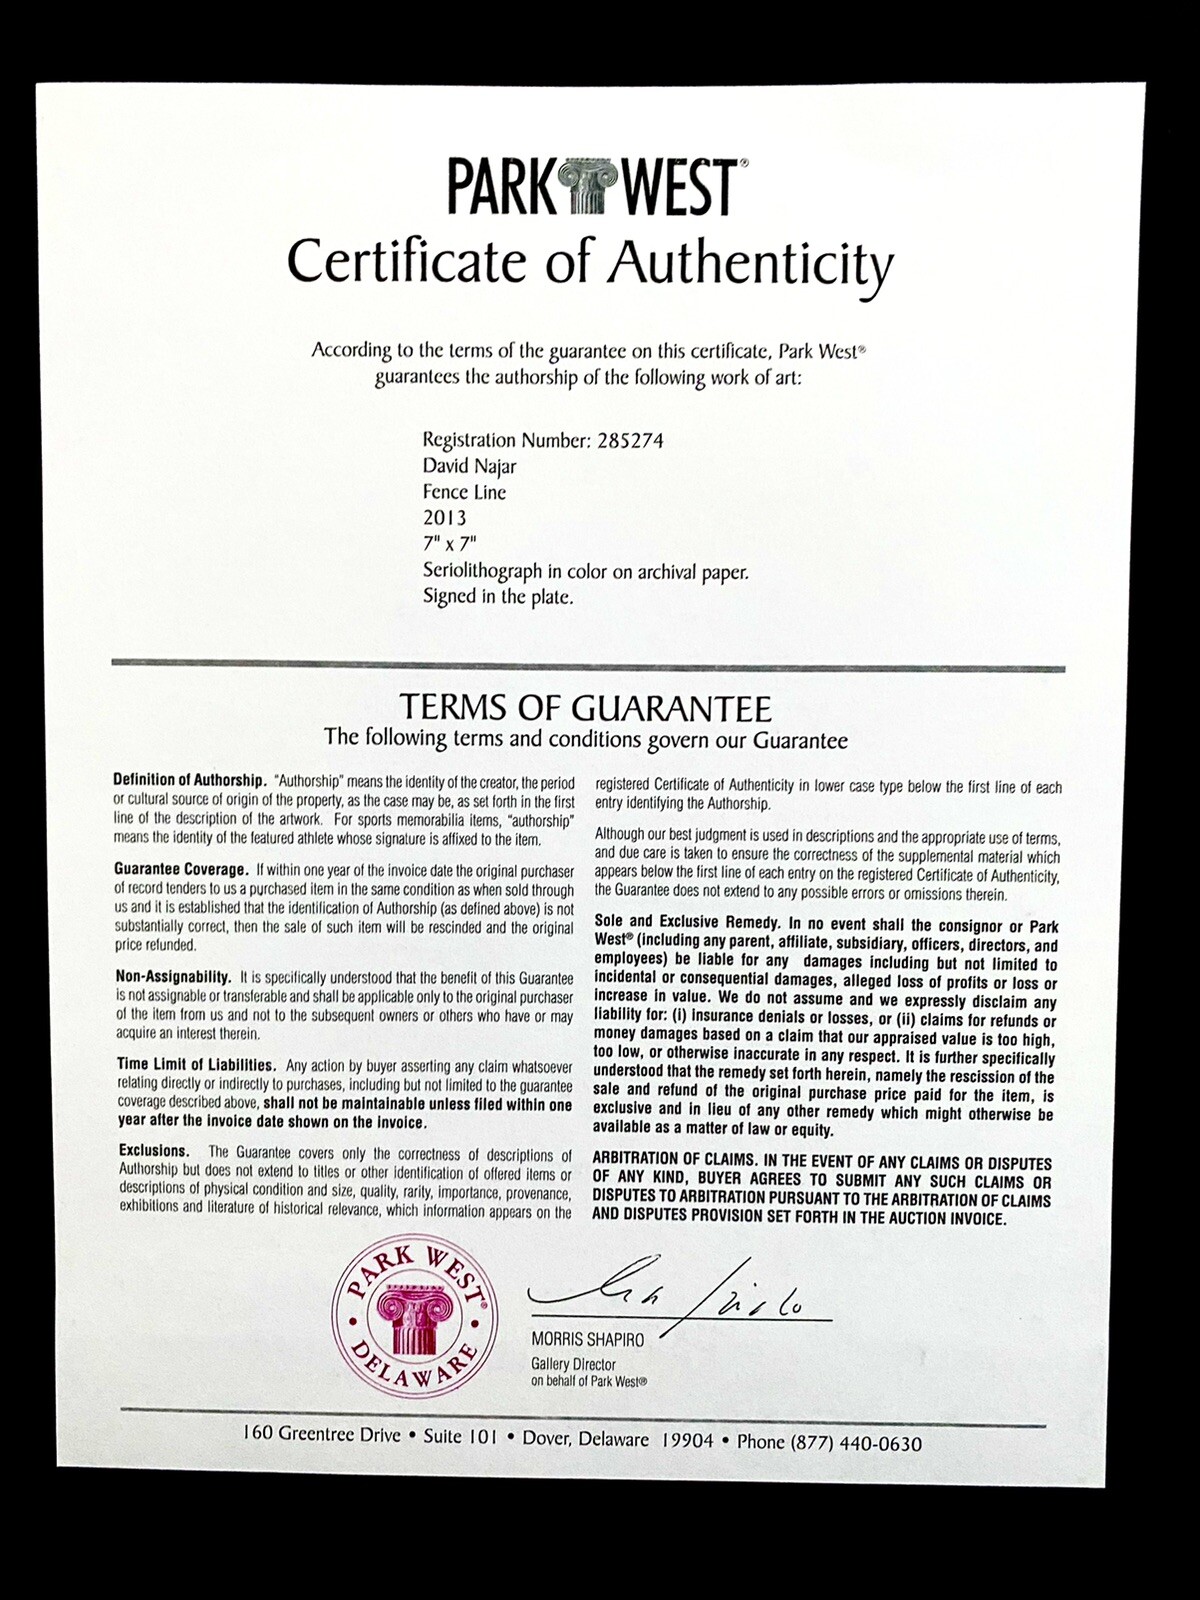 PARK WEST®
Certificate of Authenticity
According to the terms of the guarantee on this certificate, Park West®
guarantees the authorship of the following work of art:
Registration Number: 285274
David Najar
Fence Line
2013
7" x 7"
Seriolithograph in color on archival paper.
Signed in the plate.
TERMS OF GUARANTEE
The following terms and conditions govern our Guarantee
Definition of Authorship. "Authorship" means the identity of the creator, the period
or cultural source of origin of the property, as the case may be, as set forth in the first
line of the description of the artwork. For sports memorabilia items, "authorship"
means the identity of the featured athlete whose signature is affixed to the item.
Guarantee Coverage. If within one year of the invoice date the original purchaser
of record tenders to us a purchased item in the same condition as when sold through
us and it is established that the identification of Authorship (as defined above) is not
substantially correct, then the sale of such item will be rescinded and the original
price refunded.
Non-Assignability. It is specifically understood that the benefit of this Guarantee
is not assignable or transferable and shall be applicable only to the original purchaser
of the item from us and not to the subsequent owners or others who have or may
acquire an interest therein.
Time Limit of Liabilities. Any action by buyer asserting any claim whatsoever
relating directly or indirectly to purchases, including but not limited to the guarantee
coverage described above, shall not be maintainable unless filed within one
year after the invoice date shown on the invoice.
Exclusions. The Guarantee covers only the correctness of descriptions of
Authorship but does not extend to titles or other identification of offered items or
descriptions of physical condition and size, quality, rarity, importance, provenance,
exhibitions and literature of historical relevance, which information appears on the
registered Certificate of Authenticity in lower case type below the first line of each
entry identifying the Authorship.
Although our best judgment is used in descriptions and the appropriate use of terms,
and due care is taken to ensure the correctness of the supplemental material which
appears below the first line of each entry on the registered Certificate of Authenticity,
the Guarantee does not extend to any possible errors or omissions therein.
Sole and Exclusive Remedy. In no event shall the consignor or Park
West® (including any parent, affiliate, subsidiary, officers, directors, and
employees) be liable for any damages including but not limited to
incidental or consequential damages, alleged loss of profits or loss or
increase in value. We do not assume and we expressly disclaim any
liability for: (i) insurance denials or losses, or (ii) claims for refunds or
money damages based on a claim that our appraised value is too high,
too low, or otherwise inaccurate in any respect. It is further specifically
understood that the remedy set forth herein, namely the rescission of the
sale and refund of the original purchase price paid for the item, is
exclusive and in lieu of any other remedy which might otherwise be
available as a matter of law or equity.
ARBITRATION OF CLAIMS. IN THE EVENT OF ANY CLAIMS OR DISPUTES
OF ANY KIND, BUYER AGREES TO SUBMIT ANY SUCH CLAIMS OR
DISPUTES TO ARBITRATION PURSUANT TO THE ARBITRATION OF CLAIMS
AND DISPUTES PROVISION SET FORTH IN THE AUCTION INVOICE.
PARK WEST®
• DELAWARE •
MORRIS SHAPIRO
Gallery Director
on behalf of Park West®
160 Greentree Drive • Suite 101 • Dover, Delaware 19904 • Phone (877) 440-0630